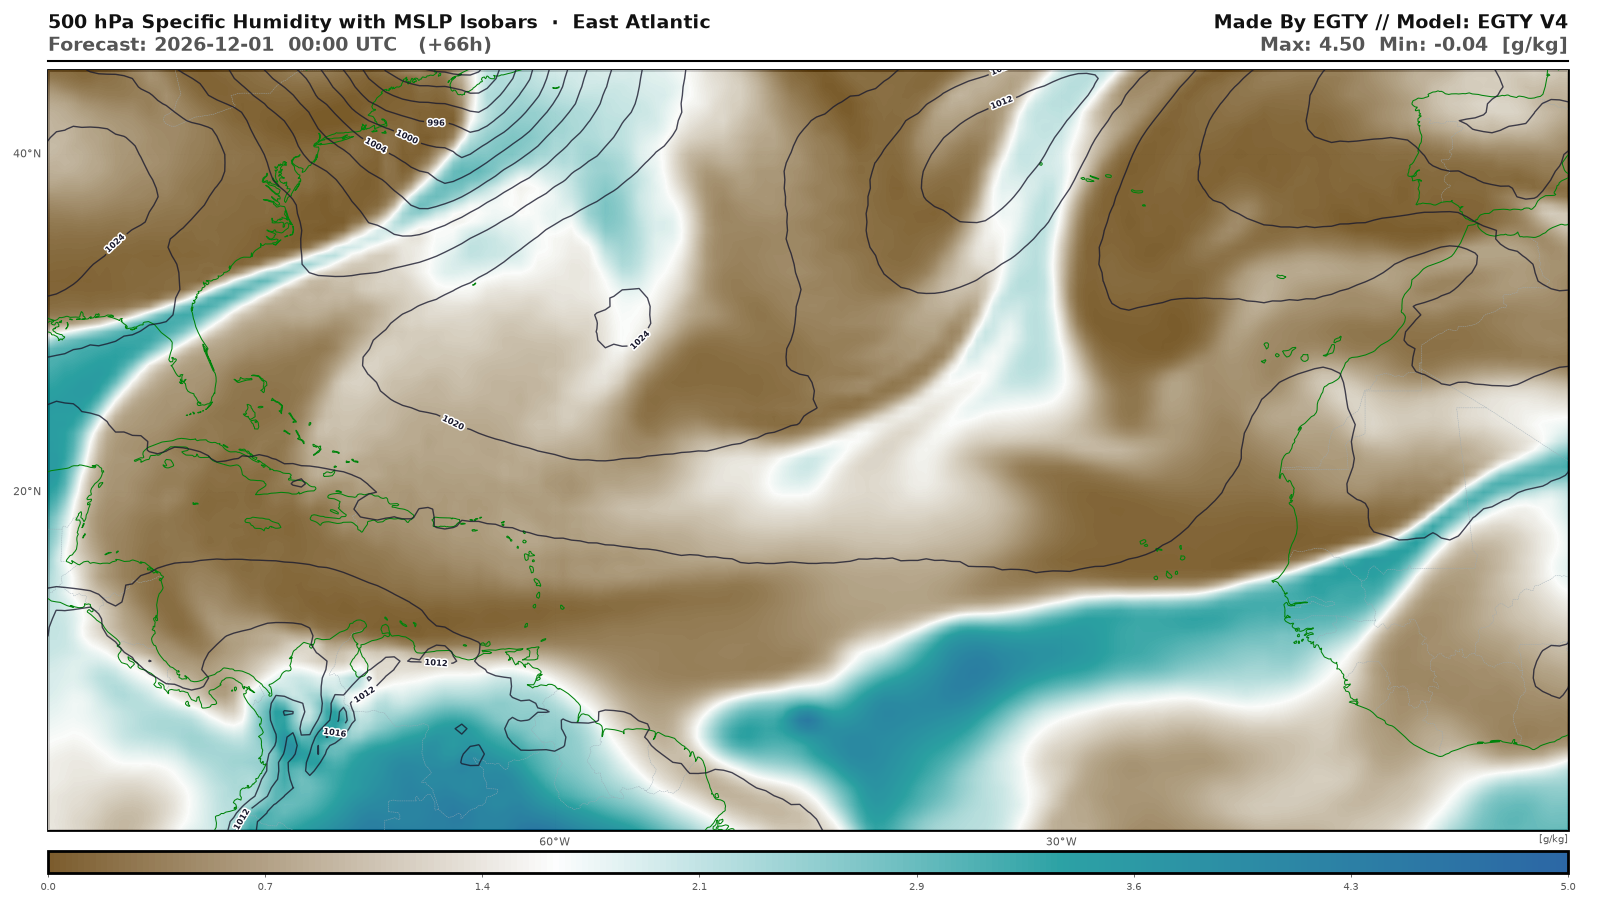 500 hPa Specific Humidity with MSLP Isobars · East Atlantic
Made By EGTY // Model: EGTY V4
Forecast: 2026-12-01 00:00 UTC (+66h)
Max: 4.50 Min: -0.04 [g/kg]
1012
996
1000
1004
40°N
1024
1024
1020
20°N
1012
1012
1016
1012
60°W
30°W
[g/kg]
0.0
0.7
1.4
2.1
2.9
3.6
4.3
5.0